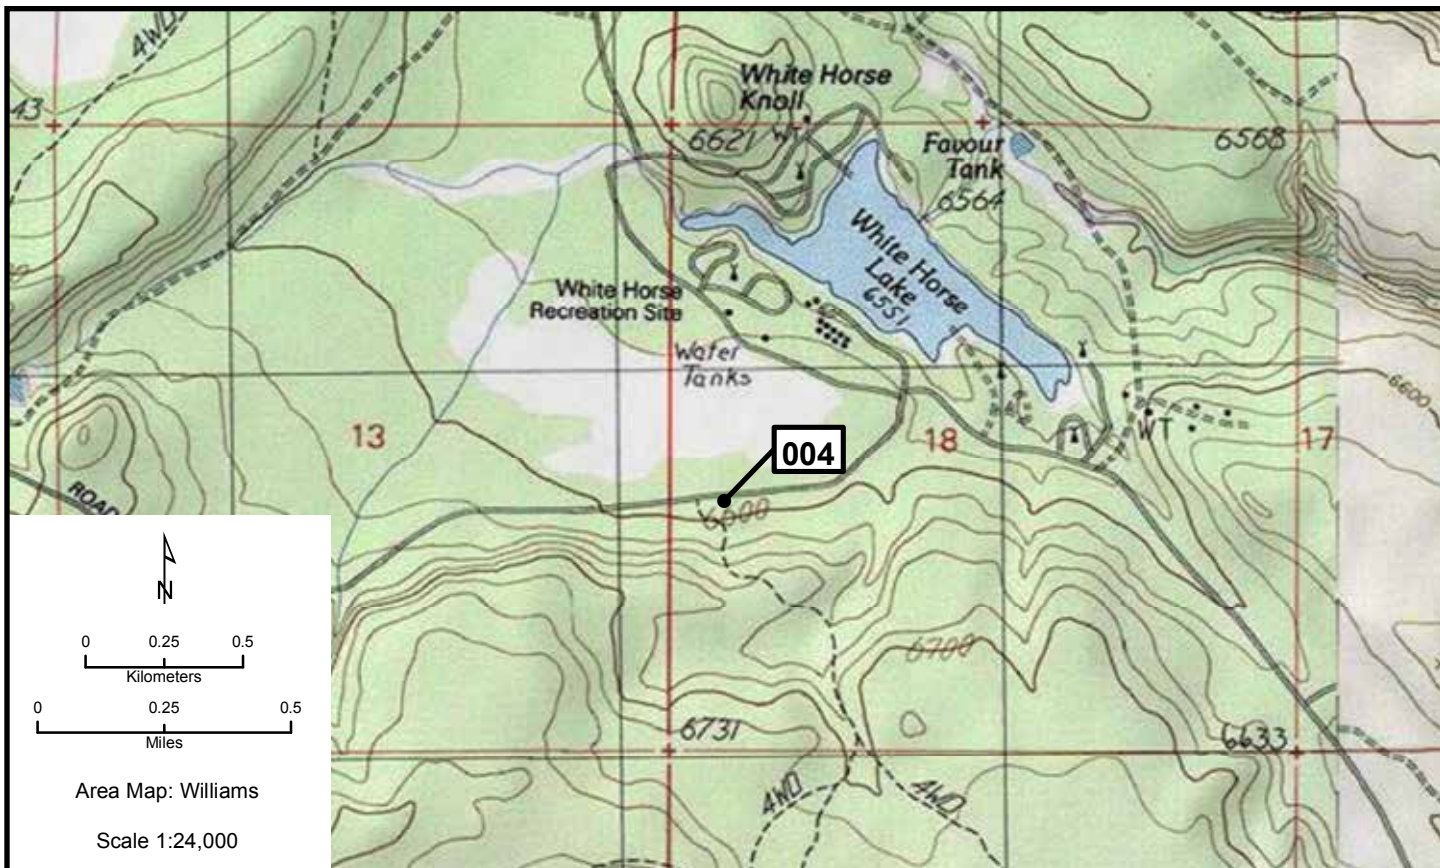 4WD
43
White Horse
Knoll
6621
WT
Favour
Tank
6564
6568
White Horse
Lake
6551
White Horse
Recreation Site
Water
Tanks
6600
13
18
WT
17
004
ROAD
6600
N
0 0.25 0.5
Kilometers
0 0.25 0.5
Miles
Area Map: Williams
Scale 1:24,000
6700
6731
6633
4WD
4WD